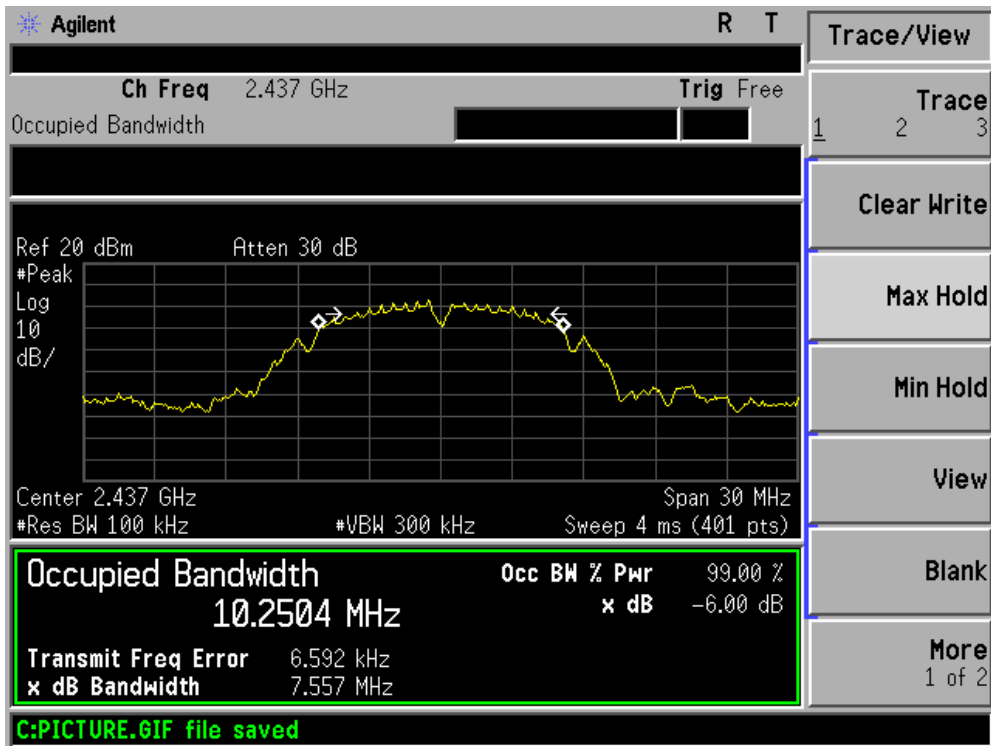 Agilent
R T
Ch Freq 2.437 GHz
Trig Free
Occupied Bandwidth
Ref 20 dBm
Atten 30 dB
#Peak
Log
10
dB/
Center 2.437 GHz
Span 30 MHz
#Res BW 100 kHz
#VBW 300 kHz
Sweep 4 ms (401 pts)
Occupied Bandwidth
10.2504 MHz
Occ BW % Pwr 99.00 %
x dB -6.00 dB
Transmit Freq Error 6.592 kHz
x dB Bandwidth 7.557 MHz
C:PICTURE.GIF file saved
Trace/View
Trace
1 2 3
Clear Write
Max Hold
Min Hold
View
Blank
More
1 of 2